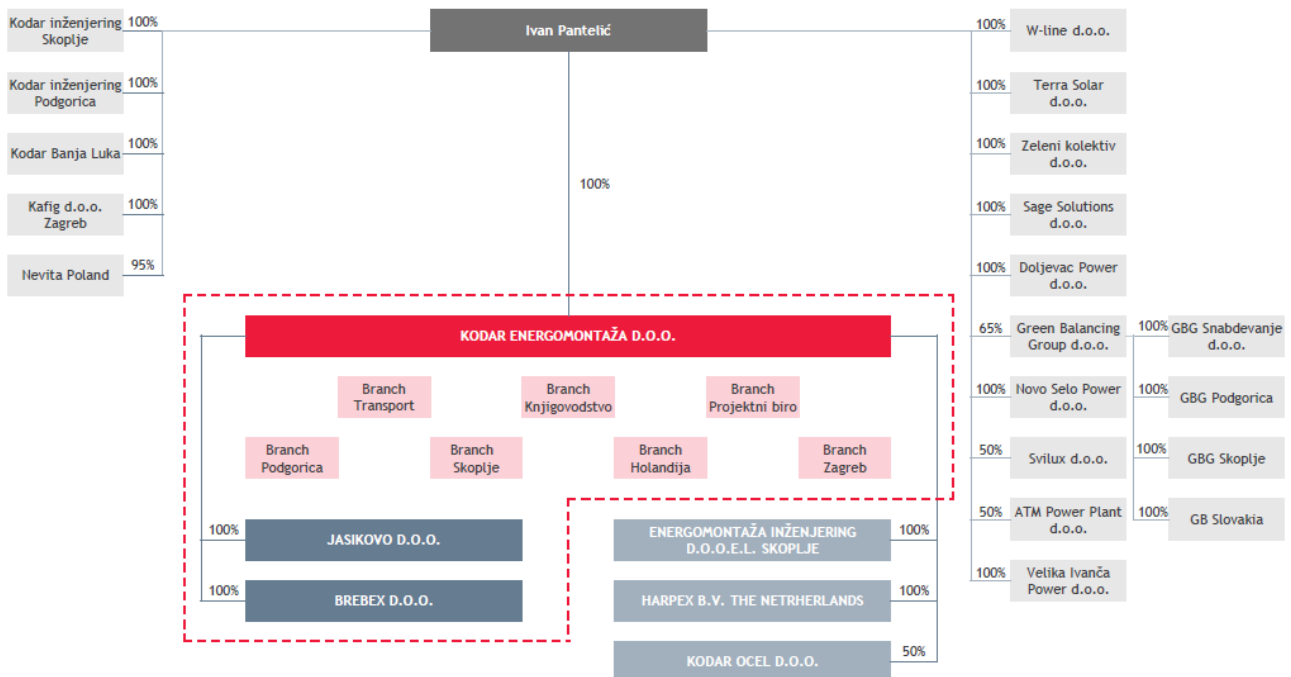 Kodar inženjering
Skoplje
100%
Ivan Pantelić
100%
W-line d.o.o.
Kodar inženjering
Podgorica
100%
100%
Terra Solar
d.o.o.
Kodar Banja Luka
100%
100%
Zeleni kolektiv
d.o.o.
100%
Kafig d.o.o.
Zagreb
100%
100%
Sage Solutions
d.o.o.
Nevita Poland
95%
100%
Doljevac Power
d.o.o.
KODAR ENERGOMONTAŽA D.O.O.
65%
Green Balancing
Group d.o.o.
100%
GBG Snabdevanje
d.o.o.
Branch
Transport
Branch
Knjigovodstvo
Branch
Projektni biro
100%
Novo Selo Power
d.o.o.
100%
GBG Podgorica
Branch
Podgorica
Branch
Skoplje
Branch
Holandija
Branch
Zagreb
50%
Svilux d.o.o.
100%
GBG Skoplje
100%
JASIKOVO D.O.O.
ENERGOMONTAŽA INŽENJERING
D.O.O.E.L. SKOPLJE
100%
50%
ATM Power Plant
d.o.o.
100%
GB Slovakia
100%
BREBEX D.O.O.
HARPEX B.V. THE NETRHERLANDS
100%
100%
Velika Ivanča
Power d.o.o.
KODAR OCEL D.O.O.
50%